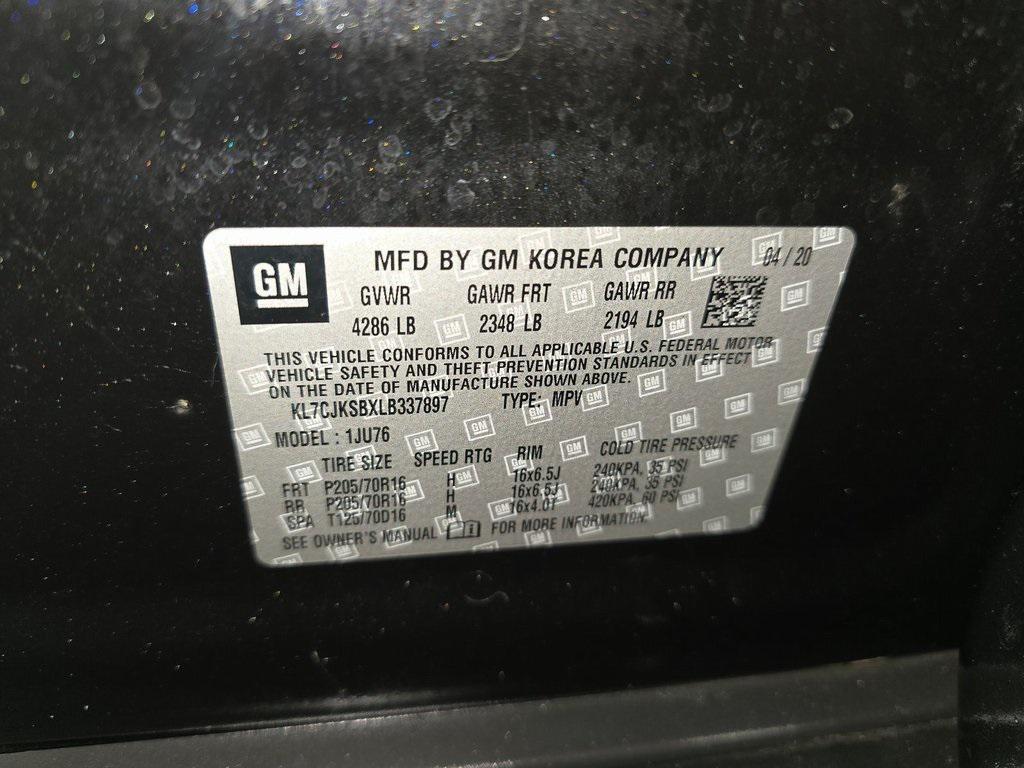 GM
MFD BY GM KOREA COMPANY 04 / 20
GVWR GAWR FRT GAWR RR
4286 LB 2348 LB 2194 LB
THIS VEHICLE CONFORMS TO ALL APPLICABLE U.S. FEDERAL MOTOR
VEHICLE SAFETY AND THEFT PREVENTION STANDARDS IN EFFECT
ON THE DATE OF MANUFACTURE SHOWN ABOVE.
KL7CJKSBXLB337897 TYPE: MPV
MODEL : 1JU76
TIRE SIZE SPEED RTG RIM COLD TIRE PRESSURE
FRT P205/70R16 H 16x6.5J 240KPA, 35 PSI
RR P205/70R16 H 16x6.5J 240KPA, 35 PSI
SPA T125/70D16 M 16x4.0T 420KPA, 60 PSI
SEE OWNER'S MANUAL FOR MORE INFORMATION.